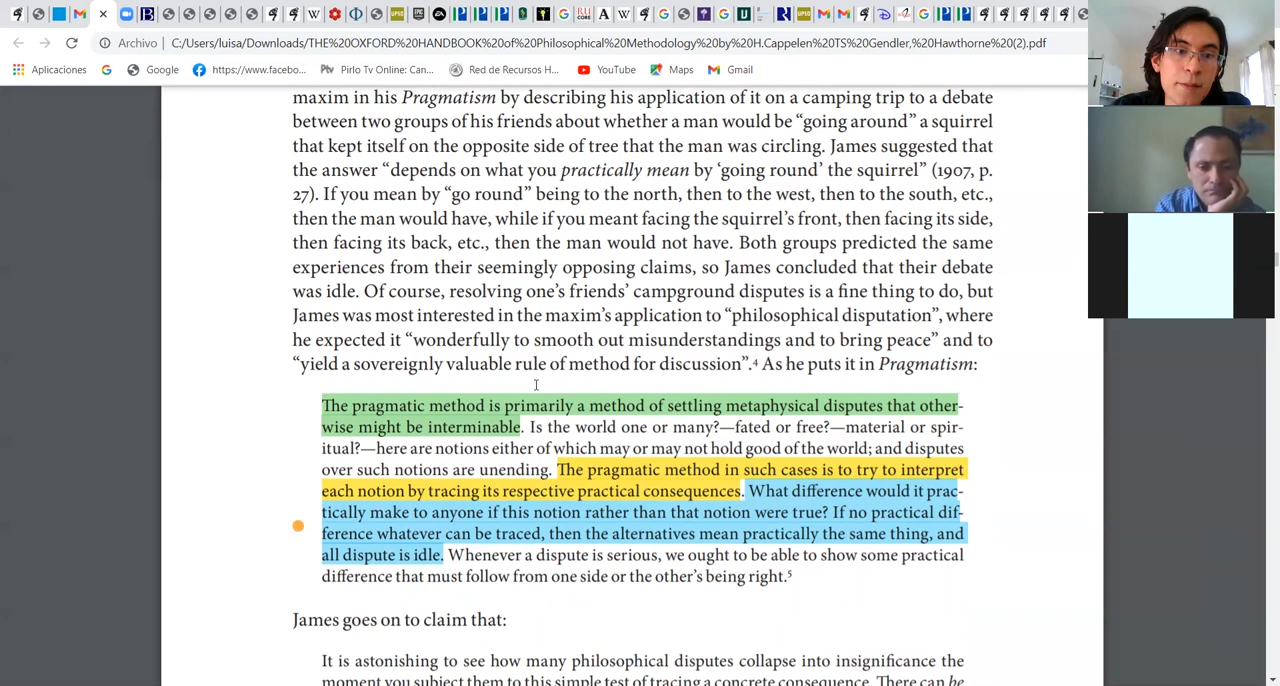 Archivo
C:/Users/luisa/Downloads/THE%20OXFORD%20HANDBOOK%20of%20Philosophical%20Methodology%20by%20H.Cappelen%20TS%20Gendler,%20Hawthorne%20(2).pdf
Aplicaciones
Google
https://www.facebo...
Pirlo Tv Online: Can...
Red de Recursos H...
YouTube
Maps
Gmail
maxim in his Pragmatism by describing his application of it on a camping trip to a debate
between two groups of his friends about whether a man would be “going around” a squirrel
that kept itself on the opposite side of tree that the man was circling. James suggested that
the answer “depends on what you practically mean by ‘going round’ the squirrel” (1907, p.
27). If you mean by “go round” being to the north, then to the west, then to the south, etc.,
then the man would have, while if you meant facing the squirrel’s front, then facing its side,
then facing its back, etc., then the man would not have. Both groups predicted the same
experiences from their seemingly opposing claims, so James concluded that their debate
was idle. Of course, resolving one’s friends’ campground disputes is a fine thing to do, but
James was most interested in the maxim’s application to “philosophical disputation”, where
he expected it “wonderfully to smooth out misunderstandings and to bring peace” and to
“yield a sovereignly valuable rule of method for discussion”.⁴ As he puts it in Pragmatism:
The pragmatic method is primarily a method of settling metaphysical disputes that other-
wise might be interminable. Is the world one or many?—fated or free?—material or spir-
itual?—here are notions either of which may or may not hold good of the world; and disputes
over such notions are unending. The pragmatic method in such cases is to try to interpret
each notion by tracing its respective practical consequences. What difference would it prac-
tically make to anyone if this notion rather than that notion were true? If no practical dif-
ference whatever can be traced, then the alternatives mean practically the same thing, and
all dispute is idle. Whenever a dispute is serious, we ought to be able to show some practical
difference that must follow from one side or the other’s being right.⁵
James goes on to claim that:
It is astonishing to see how many philosophical disputes collapse into insignificance the
moment you subject them to this simple test of tracing a concrete consequence. There can be